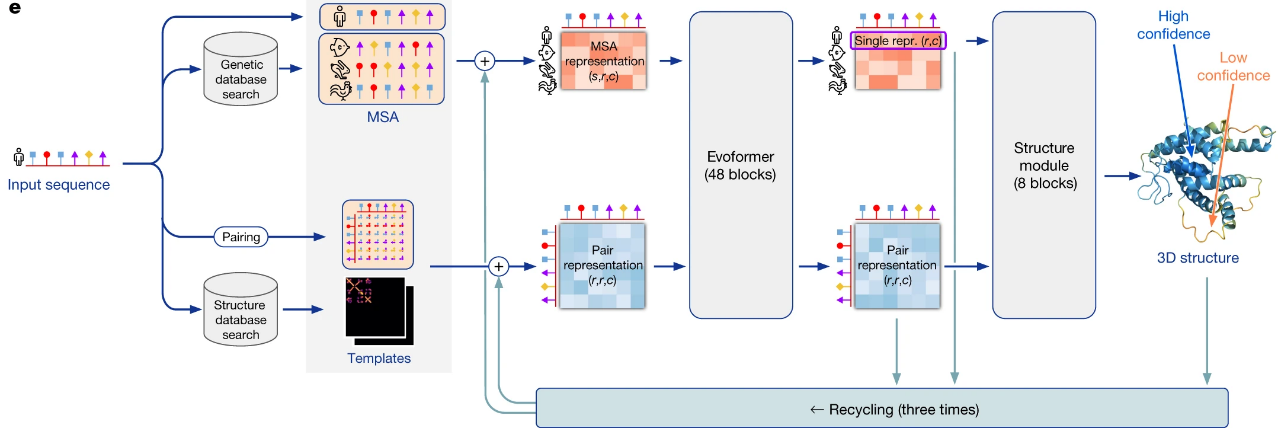 e
Input sequence
Genetic
database
search
MSA
Pairing
Structure
database
search
Templates
+
+
MSA
representation
(s,r,c)
Pair
representation
(r,r,c)
Evoformer
(48 blocks)
Single repr. (r,c)
Pair
representation
(r,r,c)
Structure
module
(8 blocks)
High
confidence
Low
confidence
3D structure
← Recycling (three times)